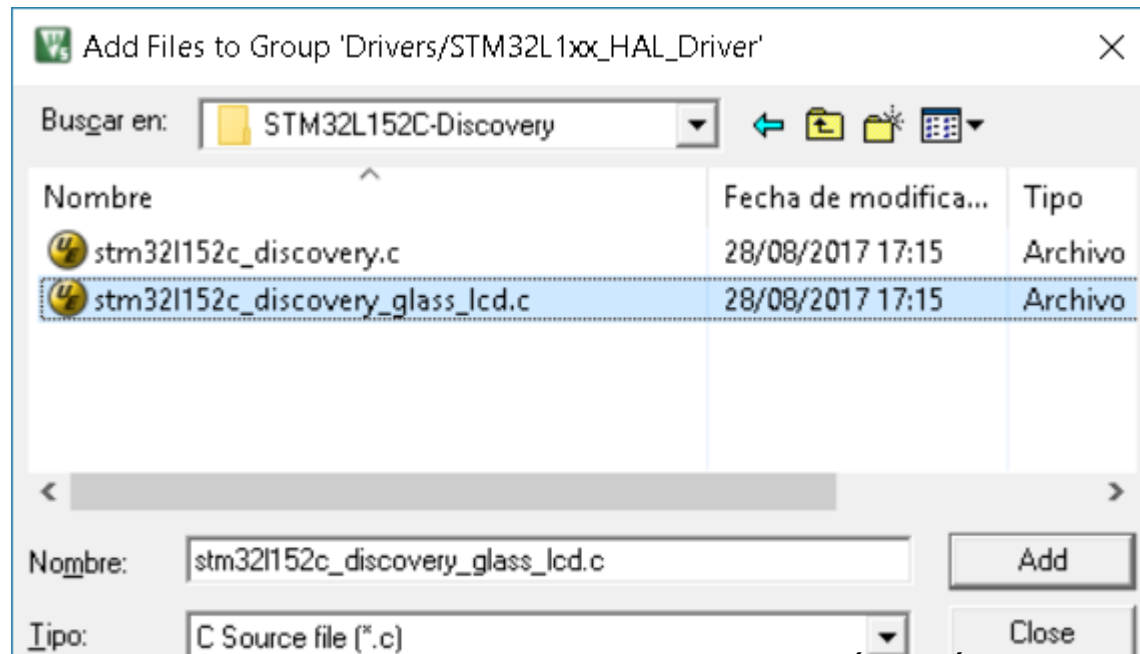 Add Files to Group 'Drivers/STM32L1xx_HAL_Driver'
Buscar en: STM32L152C-Discovery
Nombre Fecha de modifica... Tipo
stm32l152c_discovery.c 28/08/2017 17:15 Archivo
stm32l152c_discovery_glass_lcd.c 28/08/2017 17:15 Archivo
Nombre: stm32l152c_discovery_glass_lcd.c Add
Tipo: C Source file (*.c) Close